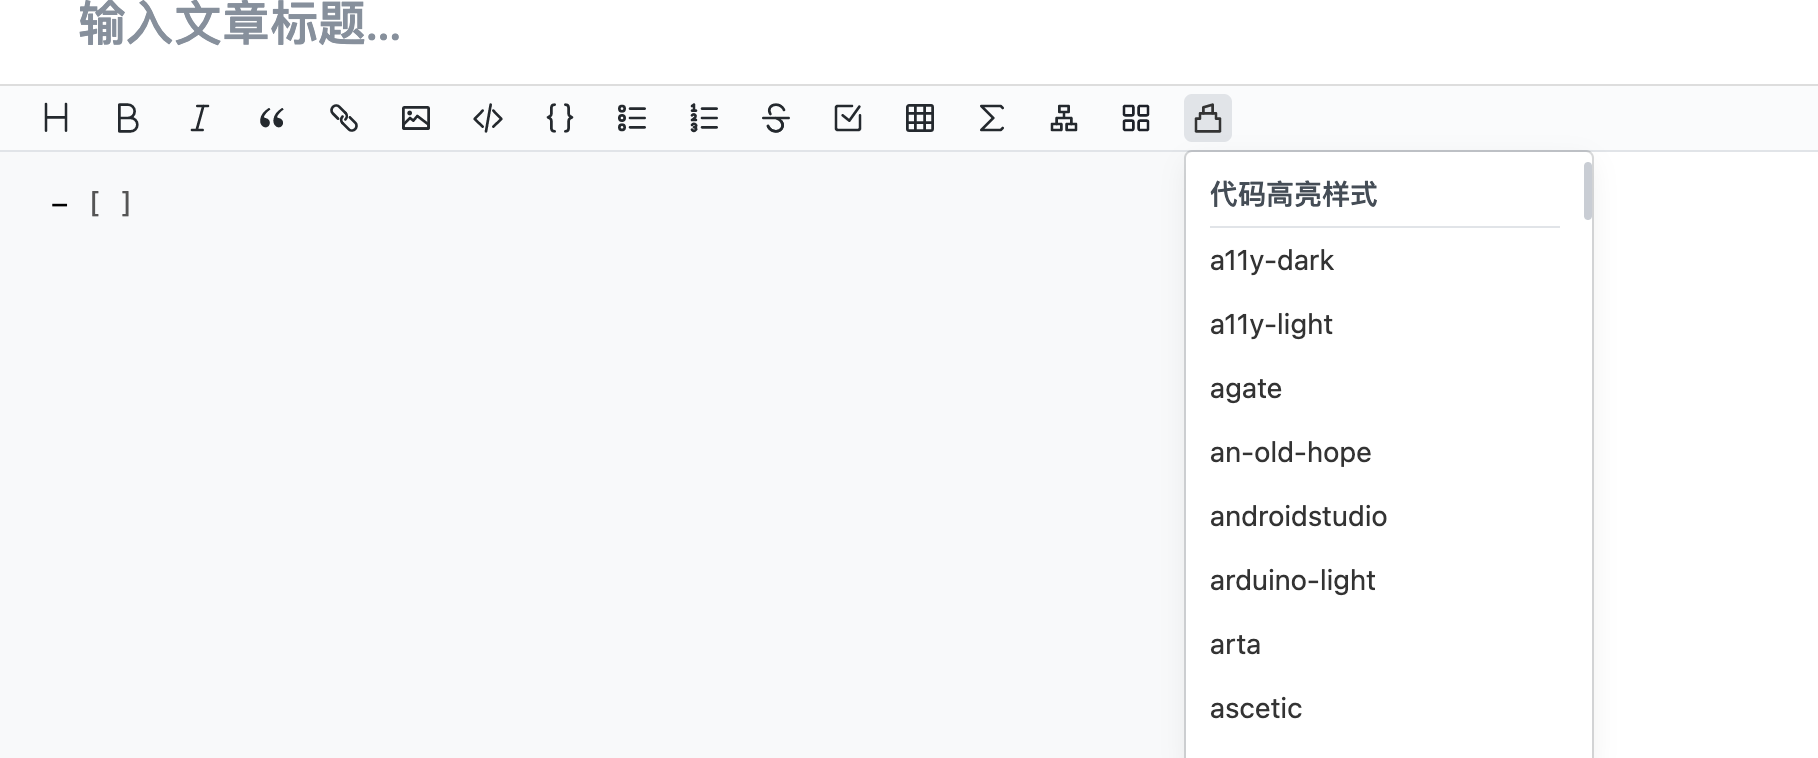 输入文章标题...
H B I “ </> {}
- [ ]
代码高亮样式
a11y-dark
a11y-light
agate
an-old-hope
androidstudio
arduino-light
arta
ascetic